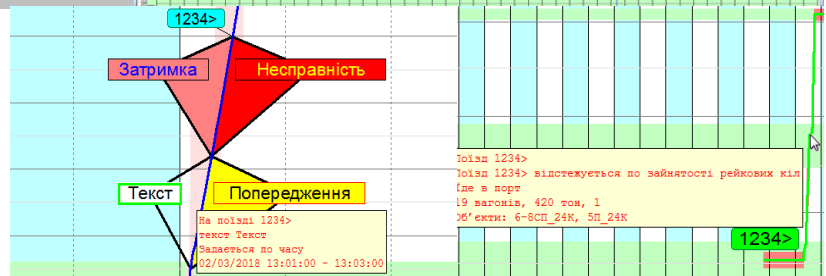 1234>
Затримка
Несправність
Текст
Попередження
На поїзді 1234>
текст Текст
Задається по часу
02/03/2018 13:01:00 - 13:03:00
Поїзд 1234>
Поїзд 1234> відстежується по зайнятості рейкових кіл
Їде в порт
19 вагонів, 420 тон, 1
Об'єкти: 6-8СП_24К, 5П_24К
1234>